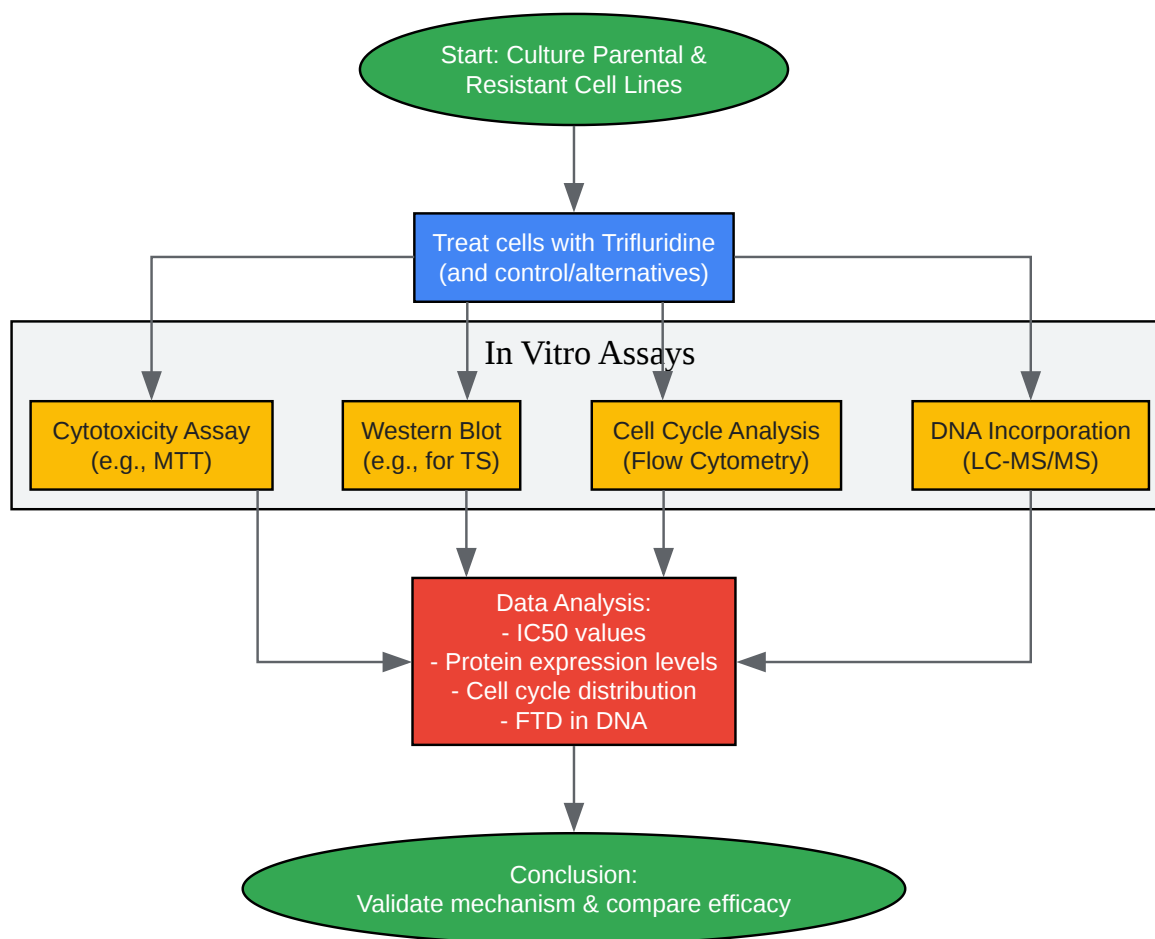 Start: Culture Parental &
Resistant Cell Lines
Treat cells with Trifluridine
(and control/alternatives)
In Vitro Assays
Cytotoxicity Assay
(e.g., MTT)
Western Blot
(e.g., for TS)
Cell Cycle Analysis
(Flow Cytometry)
DNA Incorporation
(LC-MS/MS)
Data Analysis:
- IC50 values
- Protein expression levels
- Cell cycle distribution
- FTD in DNA
Conclusion:
Validate mechanism & compare efficacy